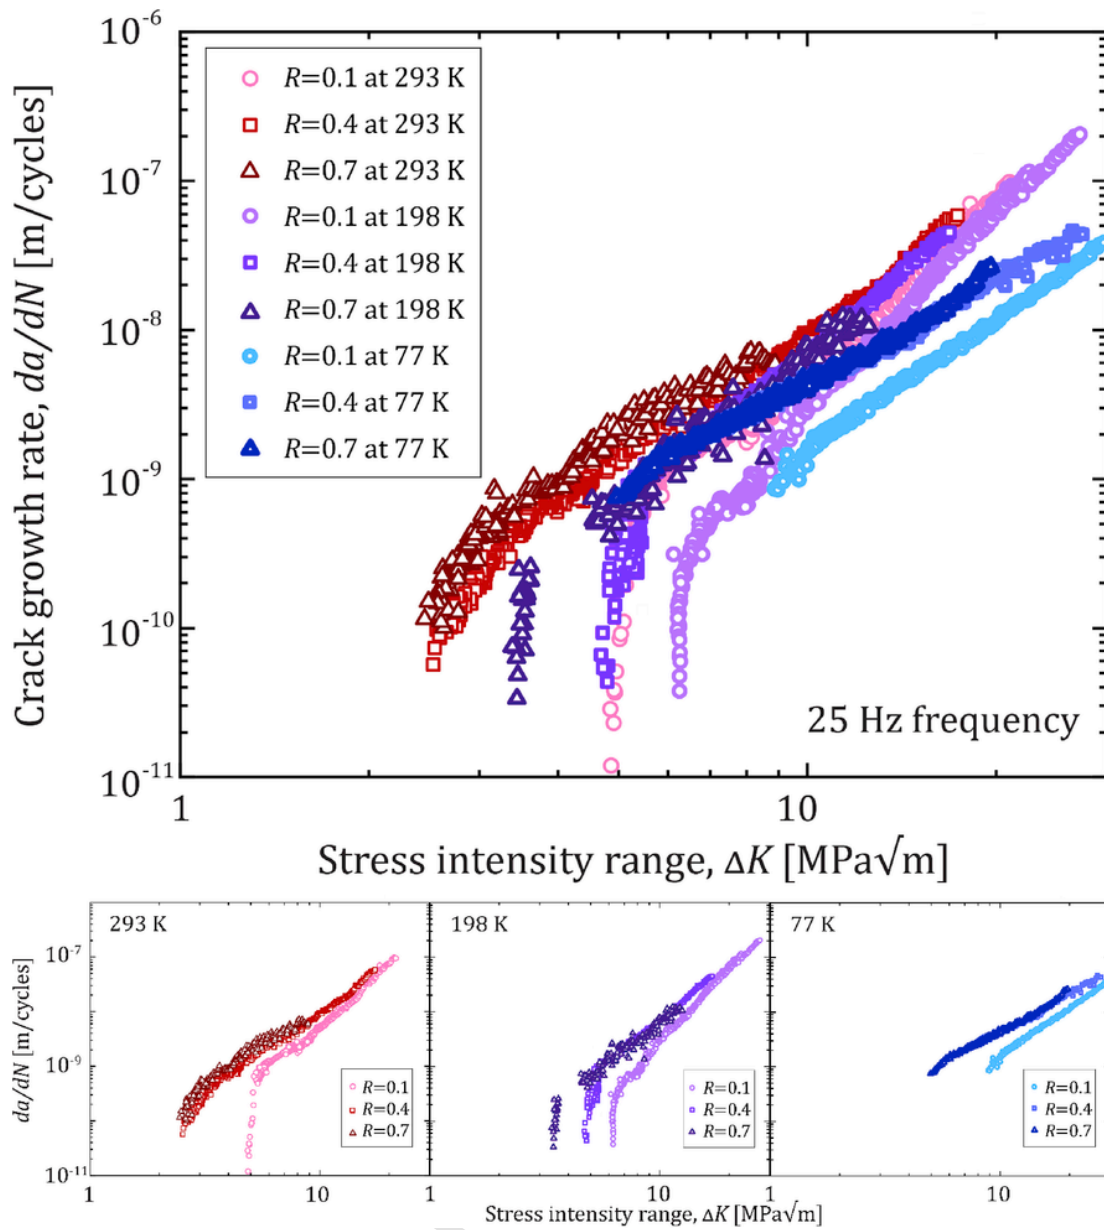 Crack growth rate, da/dN [m/cycles]
10⁻⁶
10⁻⁷
10⁻⁸
10⁻⁹
10⁻¹⁰
10⁻¹¹
R=0.1 at 293 K
R=0.4 at 293 K
R=0.7 at 293 K
R=0.1 at 198 K
R=0.4 at 198 K
R=0.7 at 198 K
R=0.1 at 77 K
R=0.4 at 77 K
R=0.7 at 77 K
25 Hz frequency
1 10
Stress intensity range, ΔK [MPa√m]
da/dN [m/cycles]
10⁻⁷
10⁻⁹
10⁻¹¹
293 K
R=0.1
R=0.4
R=0.7
198 K
R=0.1
R=0.4
R=0.7
77 K
R=0.1
R=0.4
R=0.7
1 10 1 10 1 10
Stress intensity range, ΔK [MPa√m]